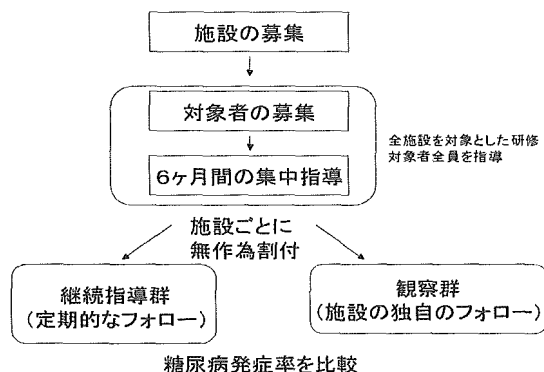 施設の募集
対象者の募集
6ヶ月間の集中指導
全施設を対象とした研修
対象者全員を指導
施設ごとに
無作為割付
継続指導群
(定期的なフォロー)
観察群
(施設の独自のフォロー)
糖尿病発症率を比較